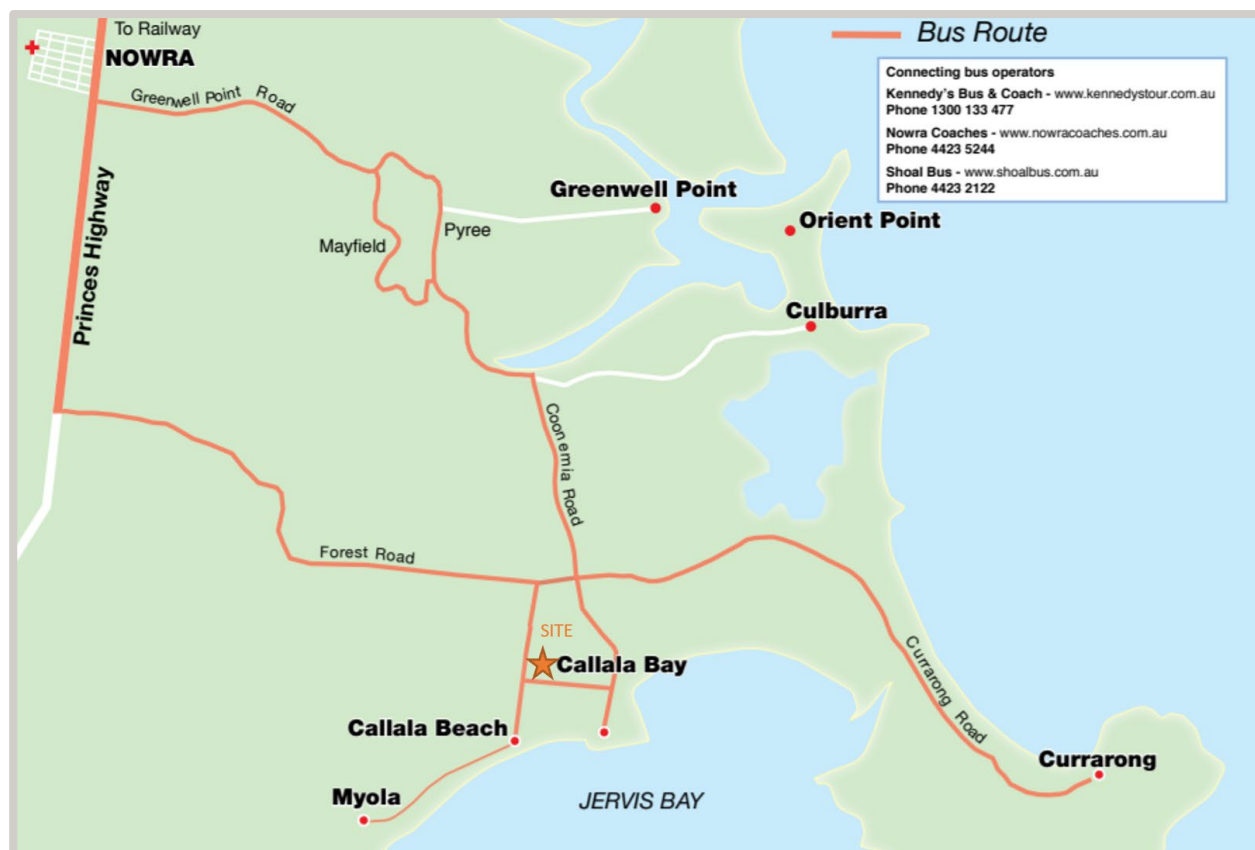 To Railway
NOWRA
Bus Route
Connecting bus operators
Kennedy's Bus & Coach - www.kennedystour.com.au
Phone 1300 133 477
Nowra Coaches - www.nowracoaches.com.au
Phone 4423 5244
Shoal Bus - www.shoalbus.com.au
Phone 4423 2122
Greenwell Point Road
Princes Highway
Greenwell Point
Orient Point
Mayfield
Pyree
Culburra
Coonemia Road
Forest Road
SITE
Callala Bay
Currarong Road
Callala Beach
Currarong
Myola
JERVIS BAY